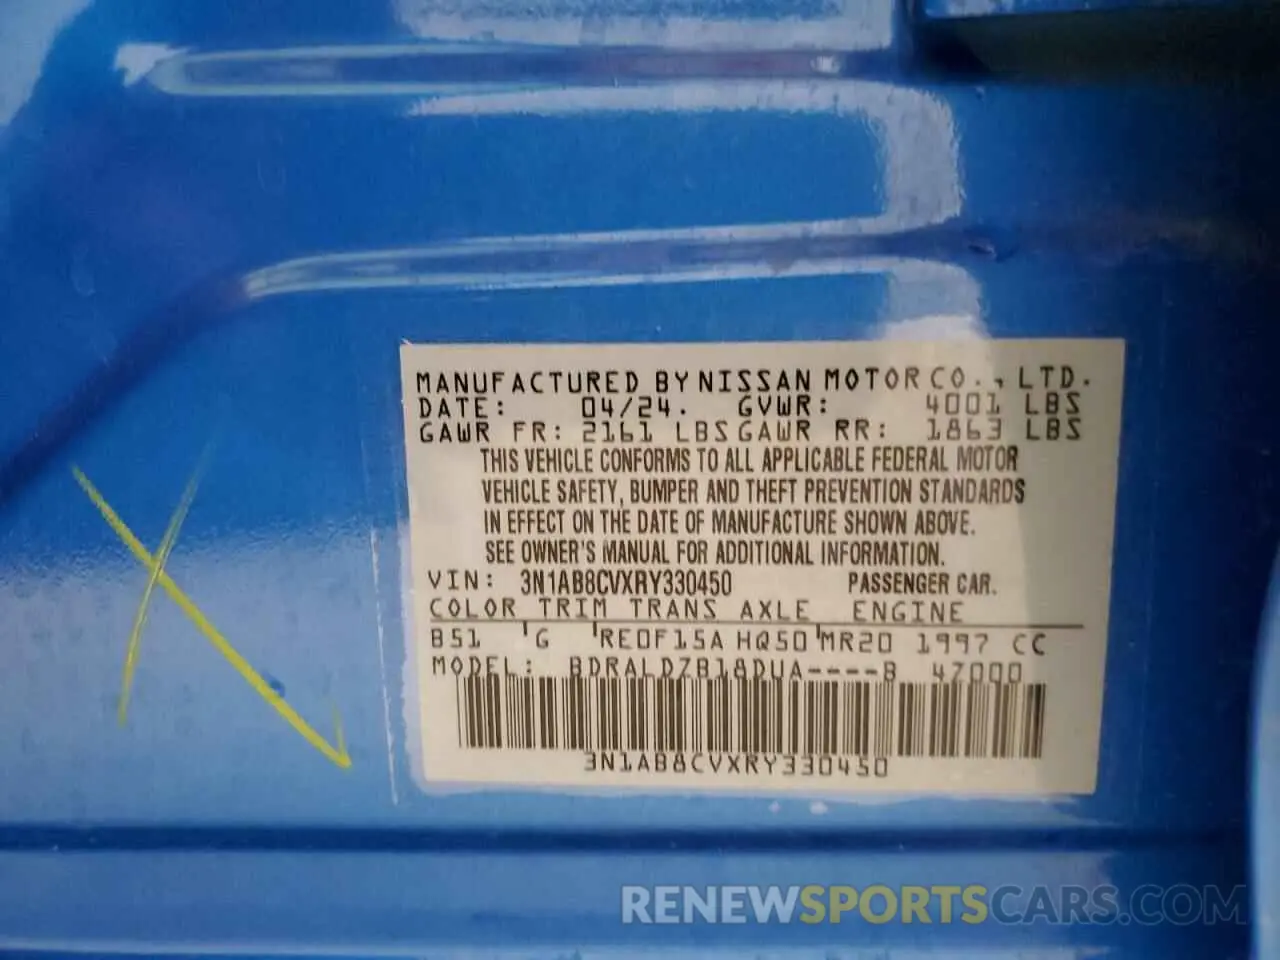 MANUFACTURED BY NISSAN MOTOR CO., LTD.
DATE: 04/24. GVWR: 4001 LBS
GAWR FR: 2161 LBS GAWR RR: 1863 LBS
THIS VEHICLE CONFORMS TO ALL APPLICABLE FEDERAL MOTOR
VEHICLE SAFETY, BUMPER AND THEFT PREVENTION STANDARDS
IN EFFECT ON THE DATE OF MANUFACTURE SHOWN ABOVE.
SEE OWNER'S MANUAL FOR ADDITIONAL INFORMATION.
VIN: 3N1AB8CVXRY330450 PASSENGER CAR.
COLOR TRIM TRANS AXLE ENGINE
B51 G RE0F15A HQ50 MR20 1997 CC
MODEL: BDRALDZB18DUA----B 47000
3N1AB8CVXRY330450
RENEWSPORTSCARS.COM